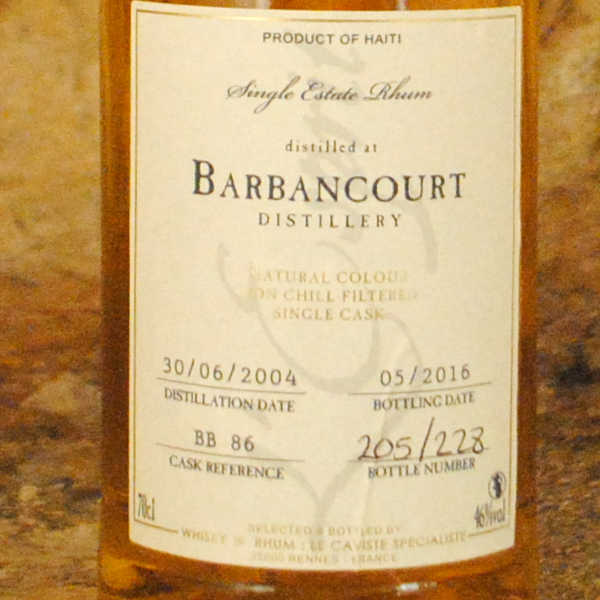 PRODUCT OF HAITI
Single Estate Rhum
distilled at
BARBANCOURT
DISTILLERY
NATURAL COLOUR
NON CHILL-FILTERED
SINGLE CASK
30/06/2004 05/2016
DISTILLATION DATE BOTTLING DATE
BB 86 205/228
CASK REFERENCE BOTTLE NUMBER
70cl 46%vol
SELECTED & BOTTLED BY
WHISKY & RHUM : LE CAVISTE SPÉCIALISTE
35000 RENNES - FRANCE